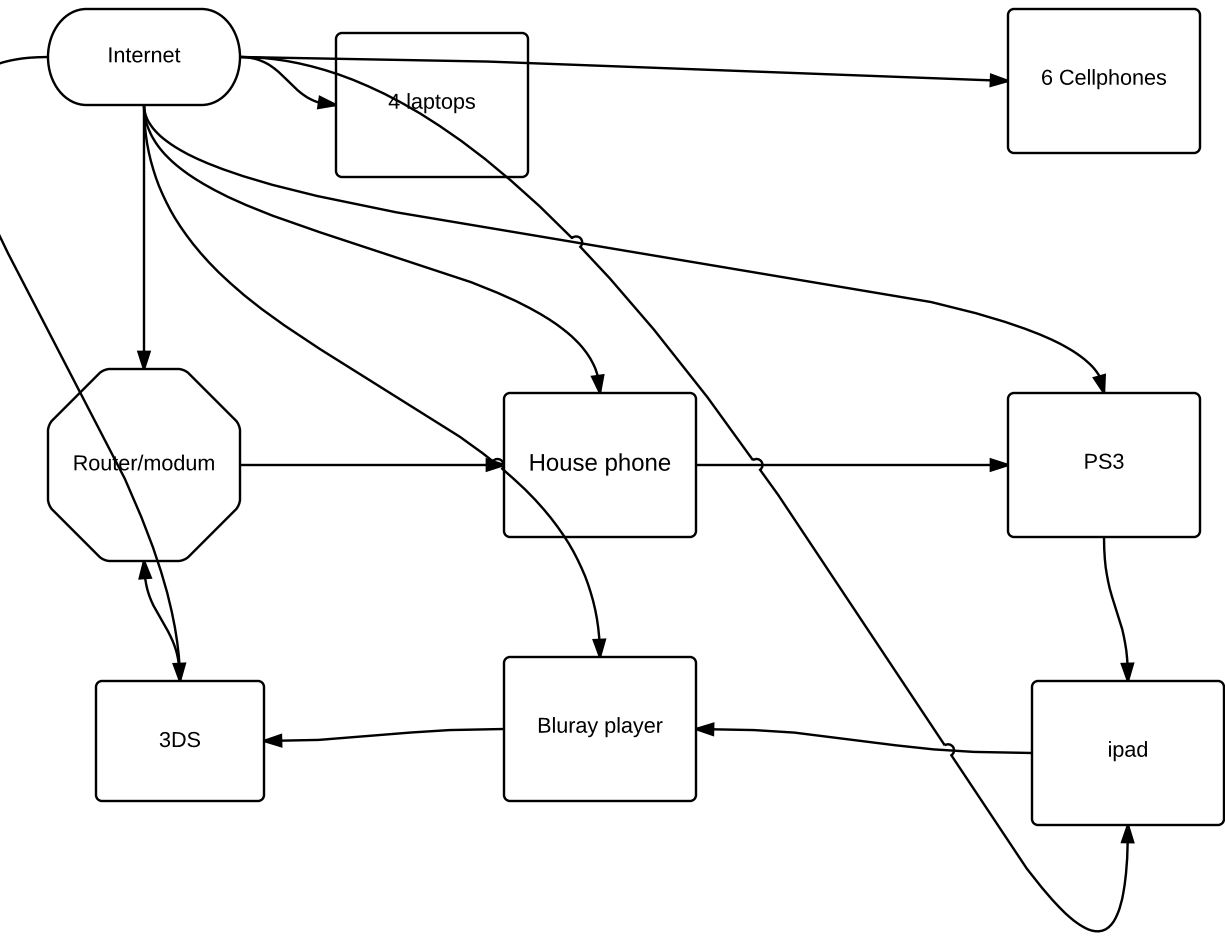 Internet
4 laptops
6 Cellphones
Router/modum
House phone
PS3
3DS
Bluray player
ipad